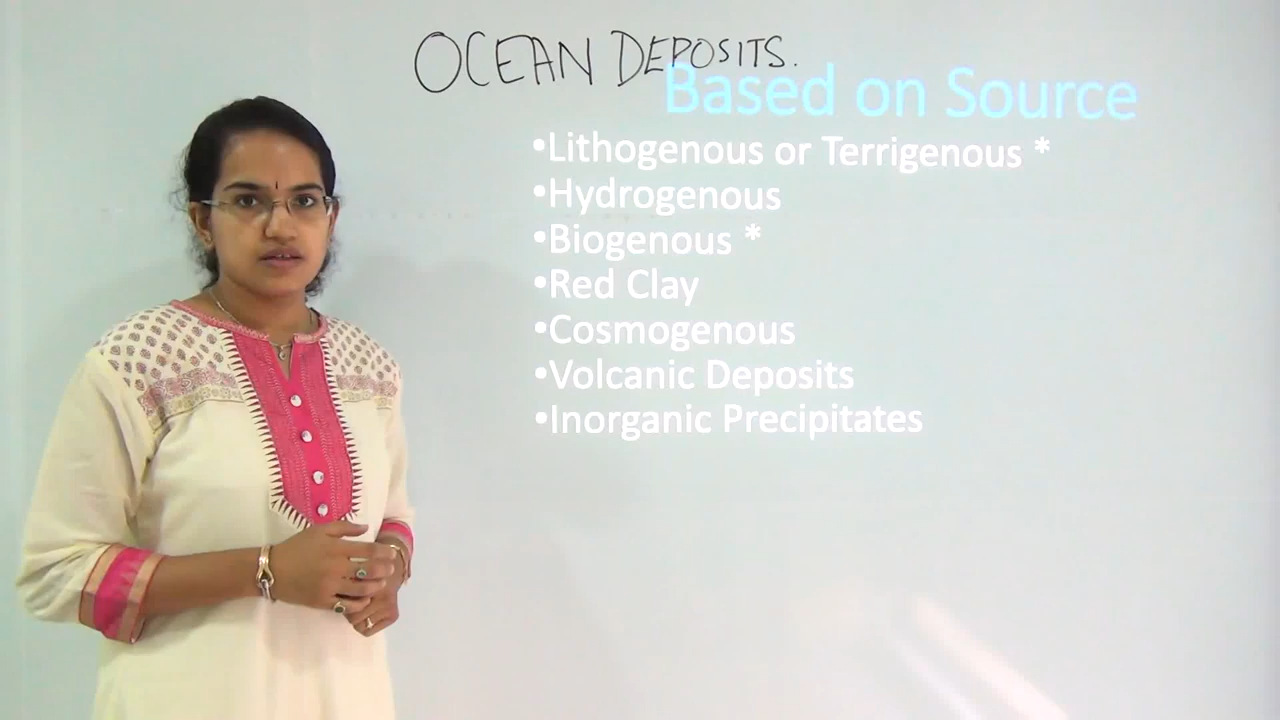 OCEAN DEPOSITS.
Based on Source
•Lithogenous or Terrigenous *
•Hydrogenous
•Biogenous *
•Red Clay
•Cosmogenous
•Volcanic Deposits
•Inorganic Precipitates